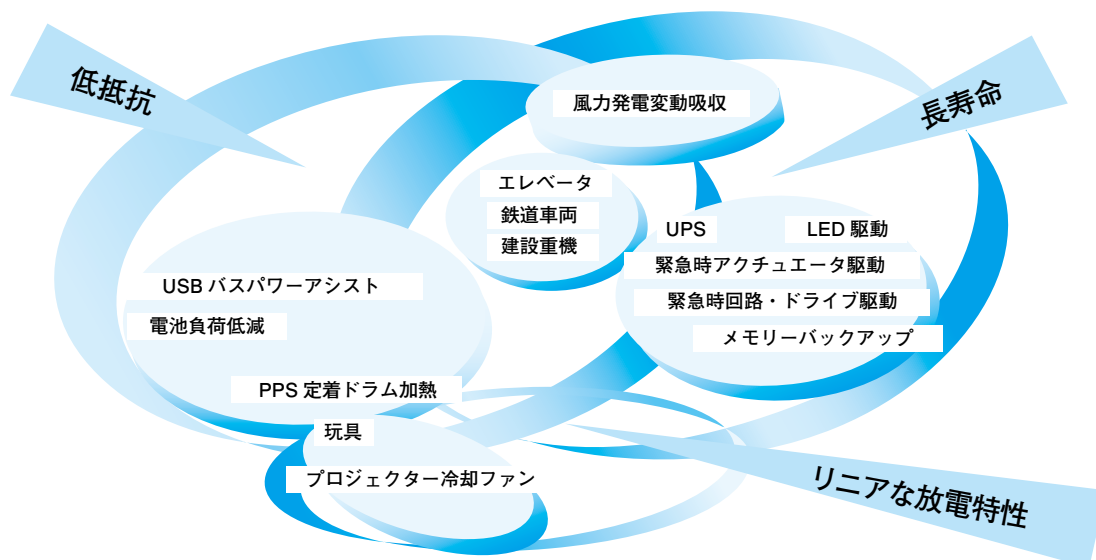 低抵抗
長寿命
風力発電変動吸収
エレベータ
鉄道車両
建設重機
UPS
LED 駆動
緊急時アクチュエータ駆動
緊急時回路・ドライブ駆動
メモリーバックアップ
USB バスパワーアシスト
電池負荷低減
PPS 定着ドラム加熱
玩具
プロジェクター冷却ファン
リニアな放電特性